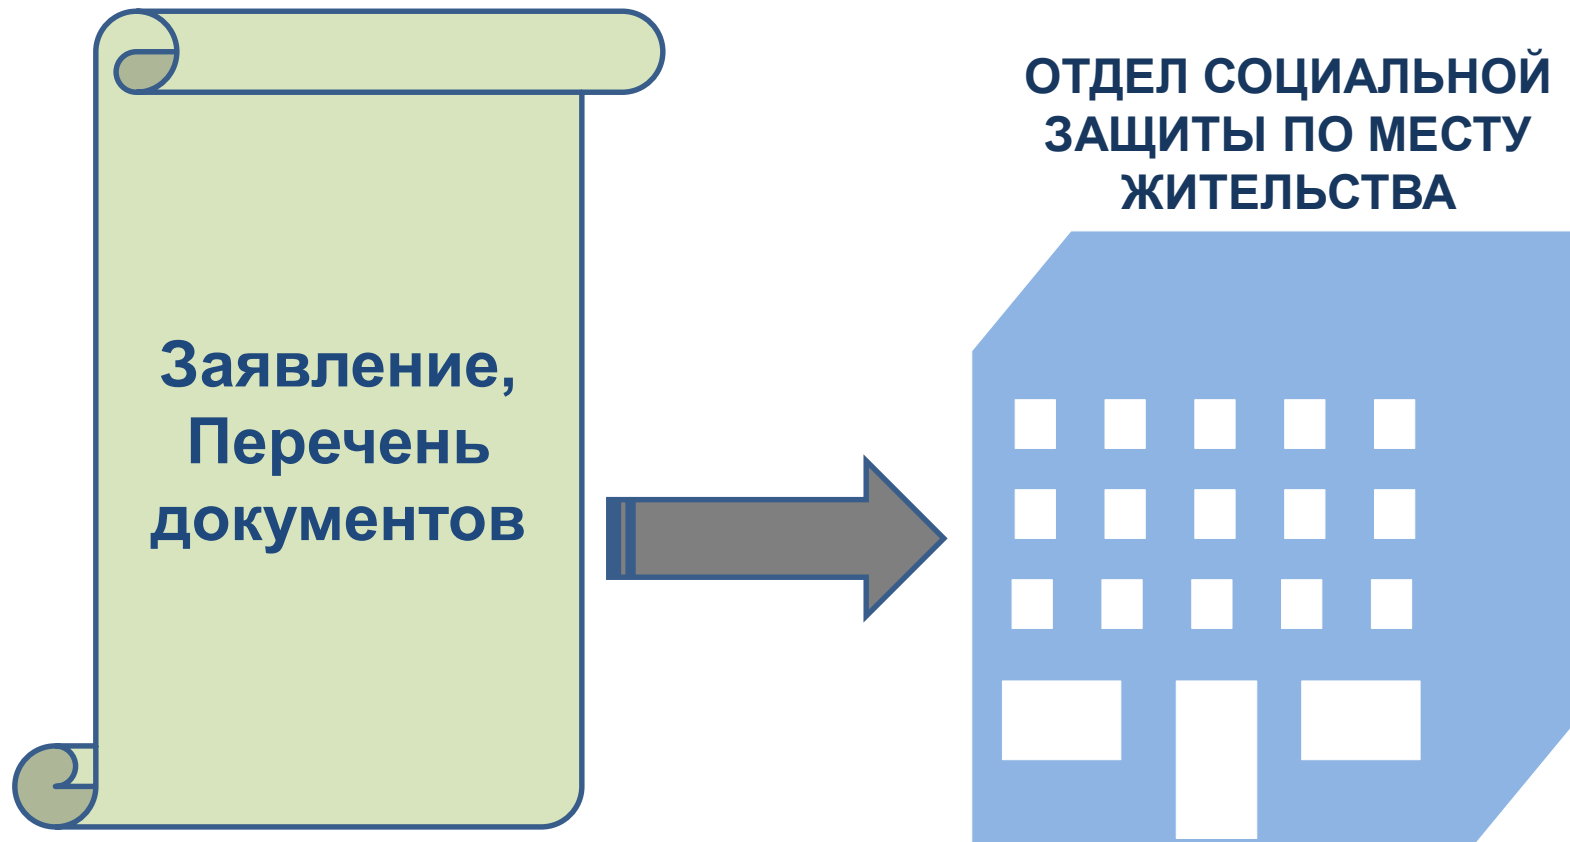 Заявление,
Перечень
документов
ОТДЕЛ СОЦИАЛЬНОЙ
ЗАЩИТЫ ПО МЕСТУ
ЖИТЕЛЬСТВА